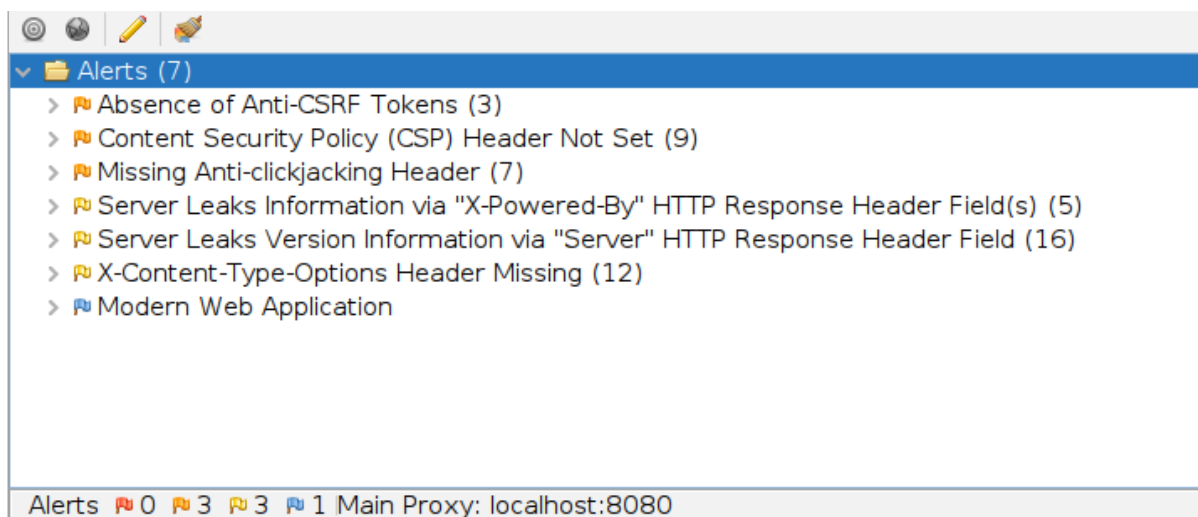 Alerts (7)
Absence of Anti-CSRF Tokens (3)
Content Security Policy (CSP) Header Not Set (9)
Missing Anti-clickjacking Header (7)
Server Leaks Information via "X-Powered-By" HTTP Response Header Field(s) (5)
Server Leaks Version Information via "Server" HTTP Response Header Field (16)
X-Content-Type-Options Header Missing (12)
Modern Web Application
Alerts 0 3 3 1 Main Proxy: localhost:8080